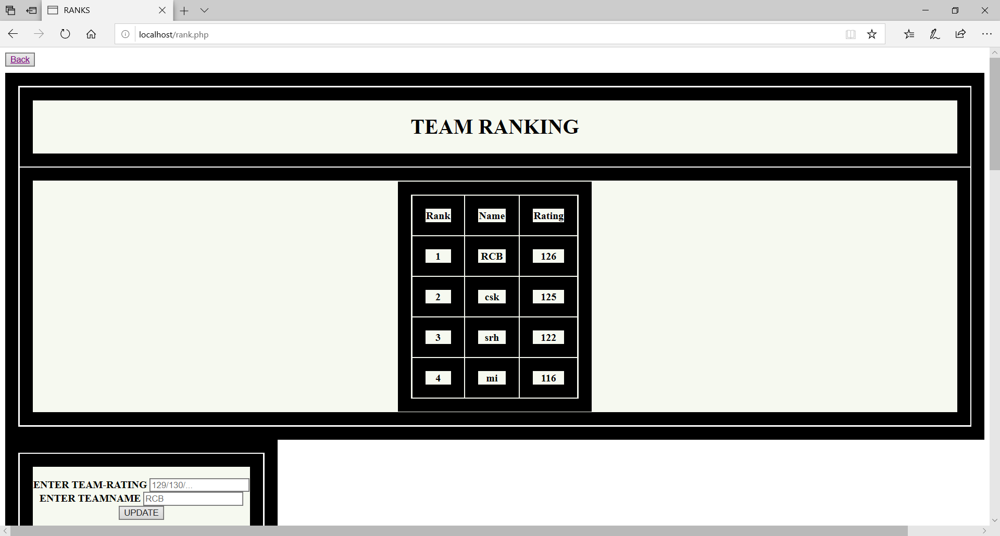 RANKS
localhost/rank.php
Back
TEAM RANKING
Rank Name Rating
1 RCB 126
2 csk 125
3 srh 122
4 mi 116
ENTER TEAM-RATING 129/130/...
ENTER TEAMNAME RCB
UPDATE